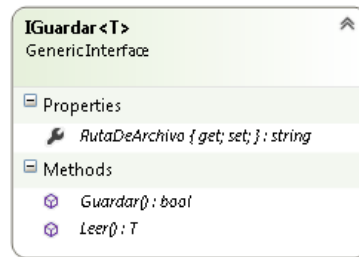 IGuardar<T>
GenericInterface
Properties
RutaDeArchivo { get; set; } : string
Methods
Guardar() : bool
Leer() : T